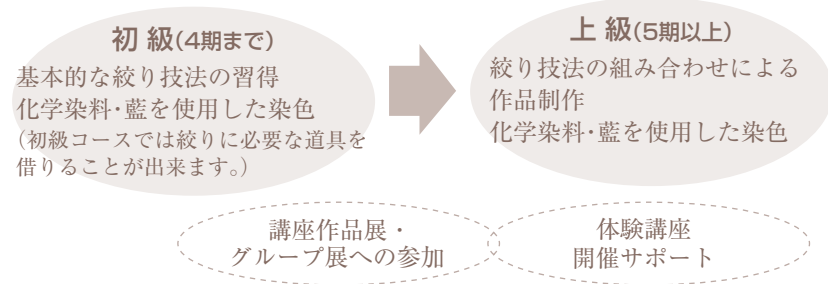 初 級(4期まで)
基本的な絞り技法の習得
化学染料・藍を使用した染色
(初級コースでは絞りに必要な道具を
借りることが出来ます。)
上 級(5期以上)
絞り技法の組み合わせによる
作品制作
化学染料・藍を使用した染色
講座作品展・
グループ展への参加
体験講座
開催サポート